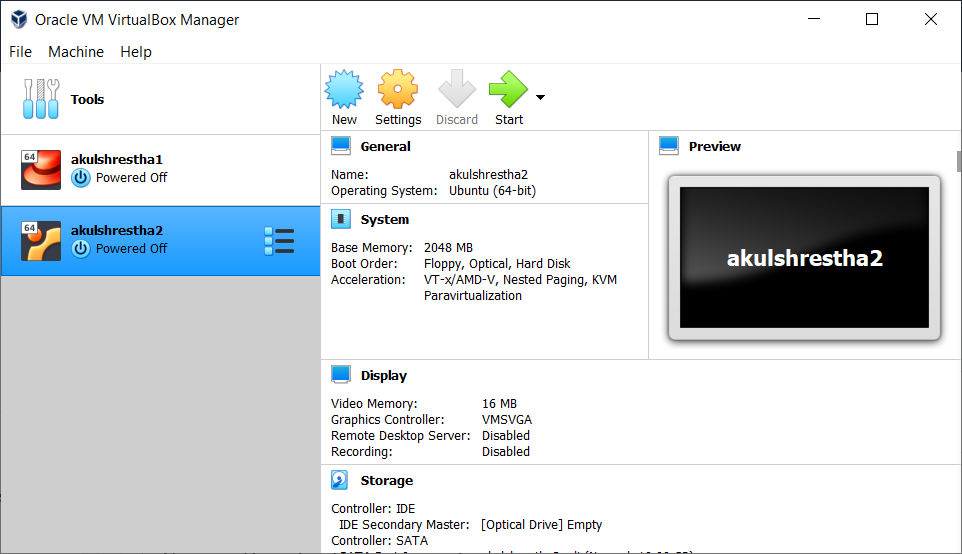 Oracle VM VirtualBox Manager
File Machine Help
Tools
64
akulshrestha1
Powered Off
64
akulshrestha2
Powered Off
New Settings Discard Start
General
Name: akulshrestha2
Operating System: Ubuntu (64-bit)
System
Base Memory: 2048 MB
Boot Order: Floppy, Optical, Hard Disk
Acceleration: VT-x/AMD-V, Nested Paging, KVM
Paravirtualization
Preview
akulshrestha2
Display
Video Memory: 16 MB
Graphics Controller: VMSVGA
Remote Desktop Server: Disabled
Recording: Disabled
Storage
Controller: IDE
IDE Secondary Master: [Optical Drive] Empty
Controller: SATA